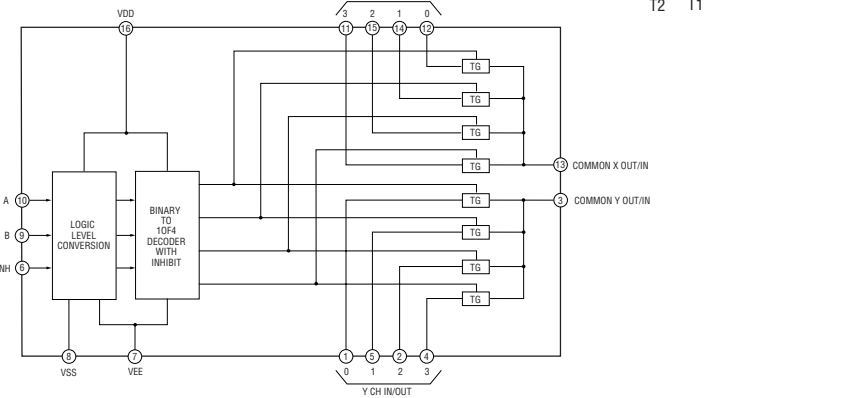 T2 T1
VDD
3 2 1 0
16
11 15 14 12
TG
TG
TG
TG
13 COMMON X OUT/IN
TG
3 COMMON Y OUT/IN
TG
TG
TG
A 10
B 9
NH 6
LOGIC
LEVEL
CONVERSION
BINARY
TO
1OF4
DECODER
WITH
INHIBIT
8 7
VSS VEE
1 5 2 4
0 1 2 3
Y CH IN/OUT